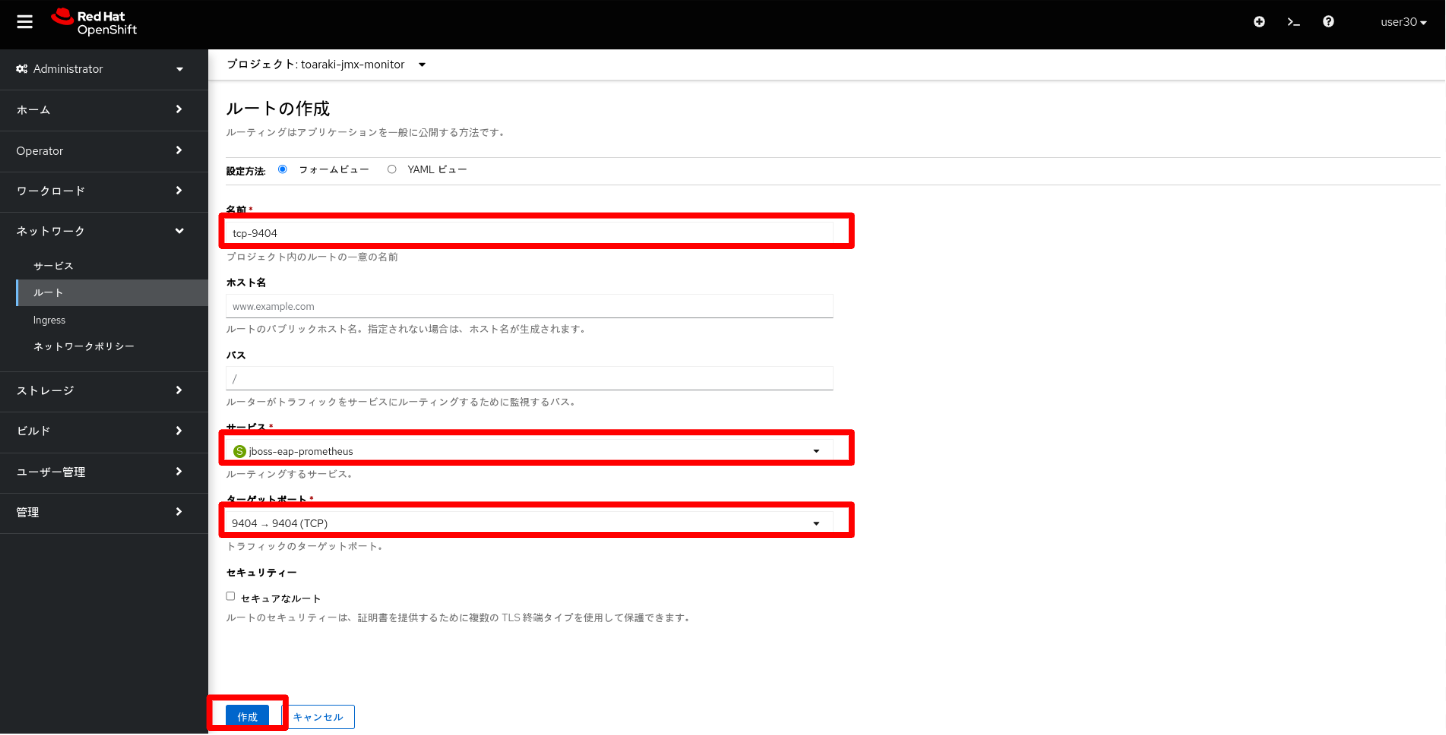 Red Hat
OpenShift
user30
Administrator
ホーム
Operator
ワークロード
ネットワーク
サービス
ルート
Ingress
ネットワークポリシー
ストレージ
ビルド
ユーザー管理
管理
プロジェクト: toaraki-jmx-monitor
ルートの作成
ルーティングはアプリケーションを一般に公開する方法です。
設定方法: フォームビュー YAML ビュー
名前 *
tcp-9404
プロジェクト内のルートの一意の名前
ホスト名
www.example.com
ルートのパブリックホスト名。指定されない場合は、ホスト名が生成されます。
パス
/
ルーターがトラフィックをサービスにルーティングするために監視するパス。
サービス *
S jboss-eap-prometheus
ルーティングするサービス。
ターゲットポート *
9404 → 9404 (TCP)
トラフィックのターゲットポート。
セキュリティー
セキュアなルート
ルートのセキュリティーは、証明書を提供するために複数の TLS 終端タイプを使用して保護できます。
作成 キャンセル